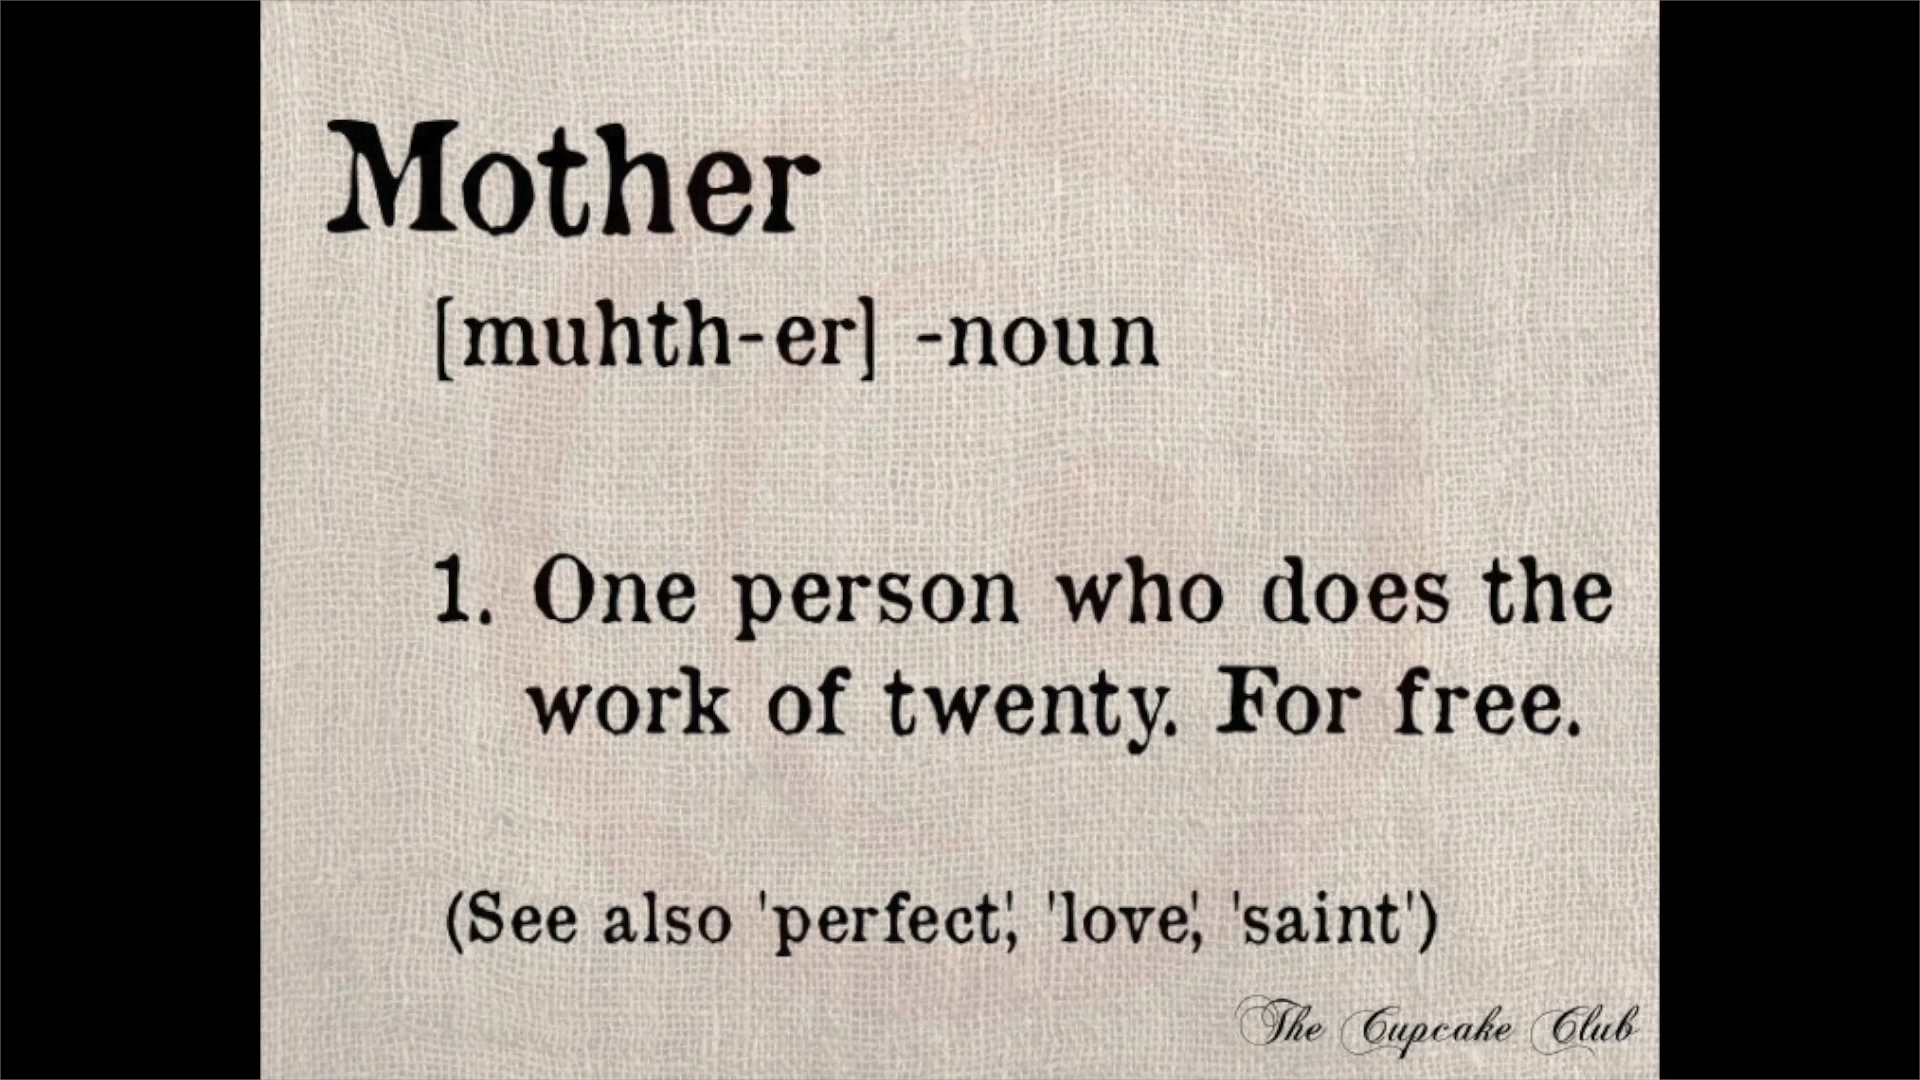 Mother
[muhth-er] -noun
1. One person who does the
work of twenty. For free.
(See also 'perfect', 'love', 'saint')
The Cupcake Club